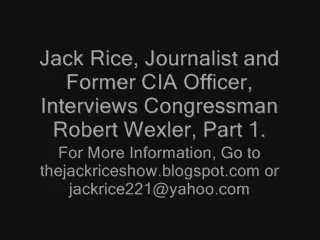 Jack Rice, Journalist and
Former CIA Officer,
Interviews Congressman
Robert Wexler, Part 1.
For More Information, Go to
thejackriceshow.blogspot.com or
jackrice221@yahoo.com